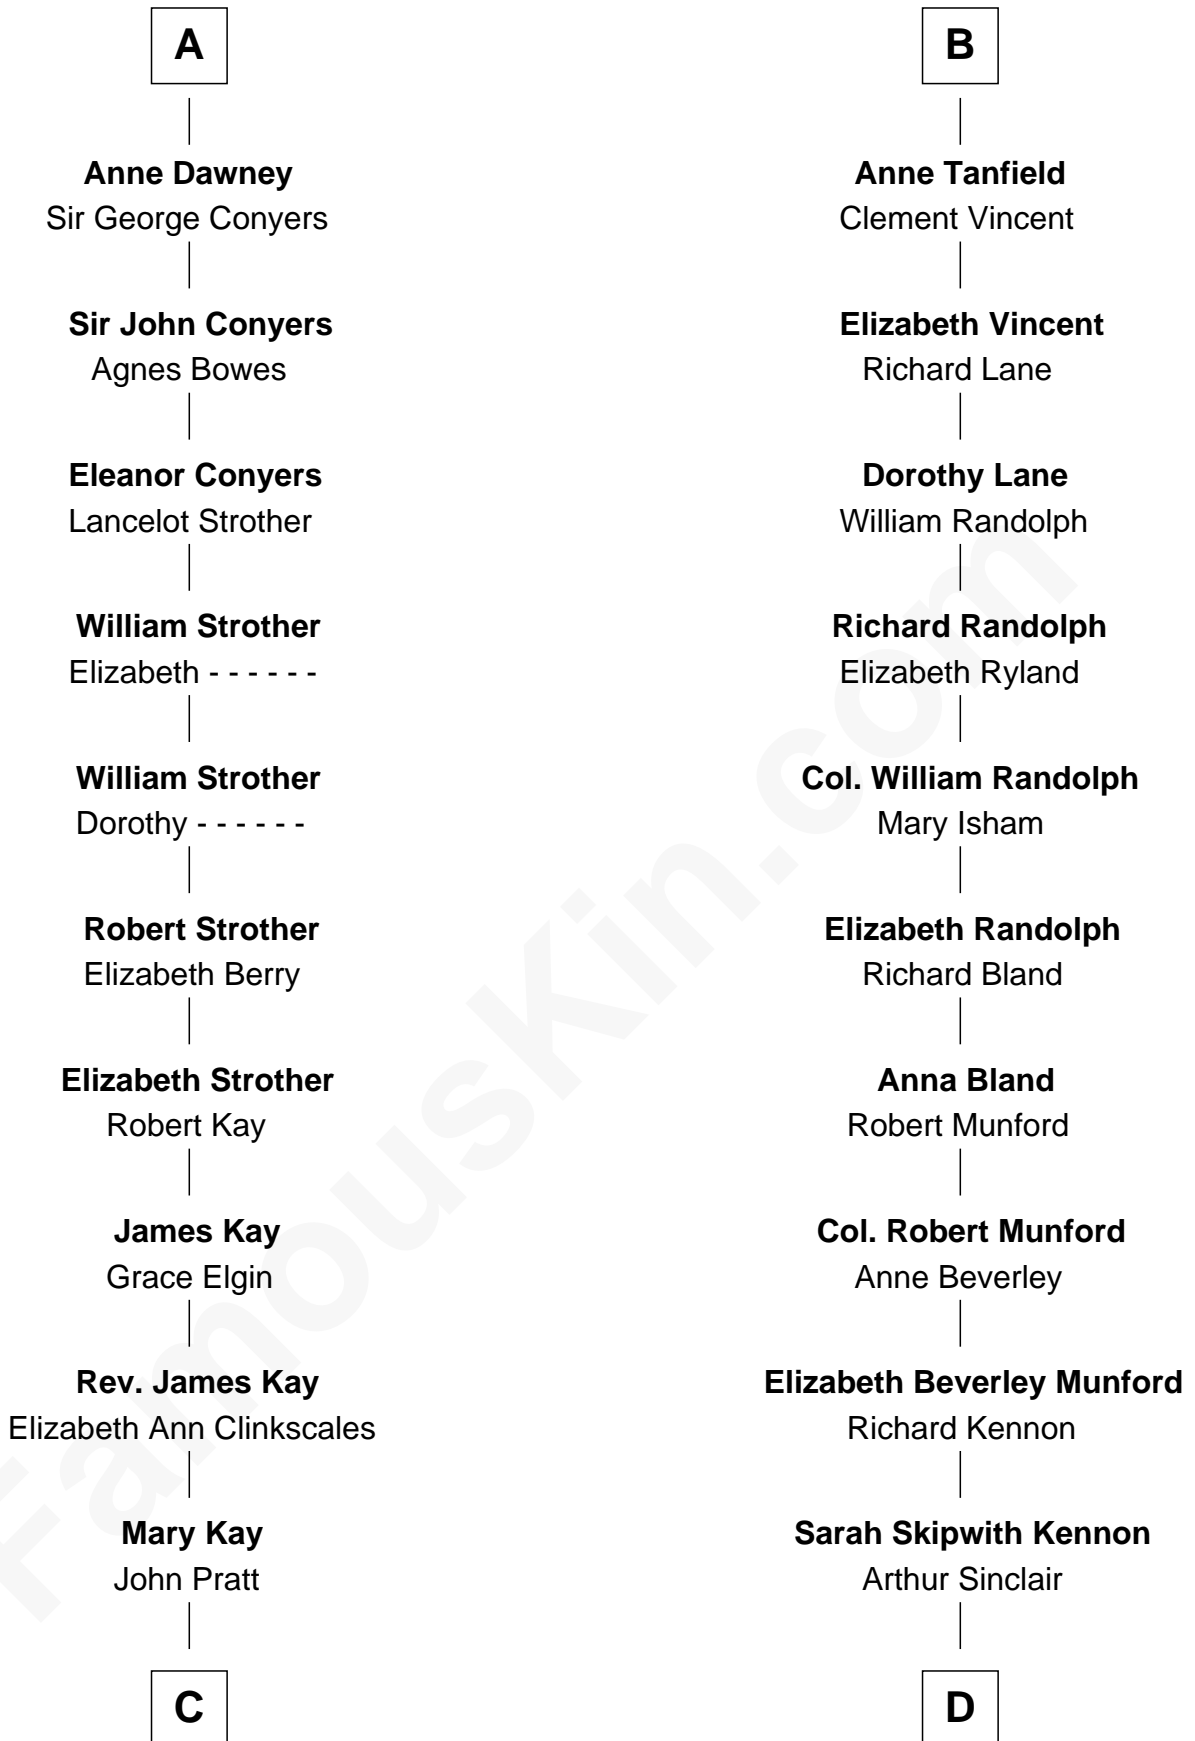 A
Anne Dawney
Sir George Conyers
Sir John Conyers
Agnes Bowes
Eleanor Conyers
Lancelot Strother
William Strother
Elizabeth - - - - - -
William Strother
Dorothy - - - - - -
Robert Strother
Elizabeth Berry
Elizabeth Strother
Robert Kay
James Kay
Grace Elgin
Rev. James Kay
Elizabeth Ann Clinkscales
Mary Kay
John Pratt
C
B
Anne Tanfield
Clement Vincent
Elizabeth Vincent
Richard Lane
Dorothy Lane
William Randolph
Richard Randolph
Elizabeth Ryland
Col. William Randolph
Mary Isham
Elizabeth Randolph
Richard Bland
Anna Bland
Robert Munford
Col. Robert Munford
Anne Beverley
Elizabeth Beverley Munford
Richard Kennon
Sarah Skipwith Kennon
Arthur Sinclair
D
FamousKin.com